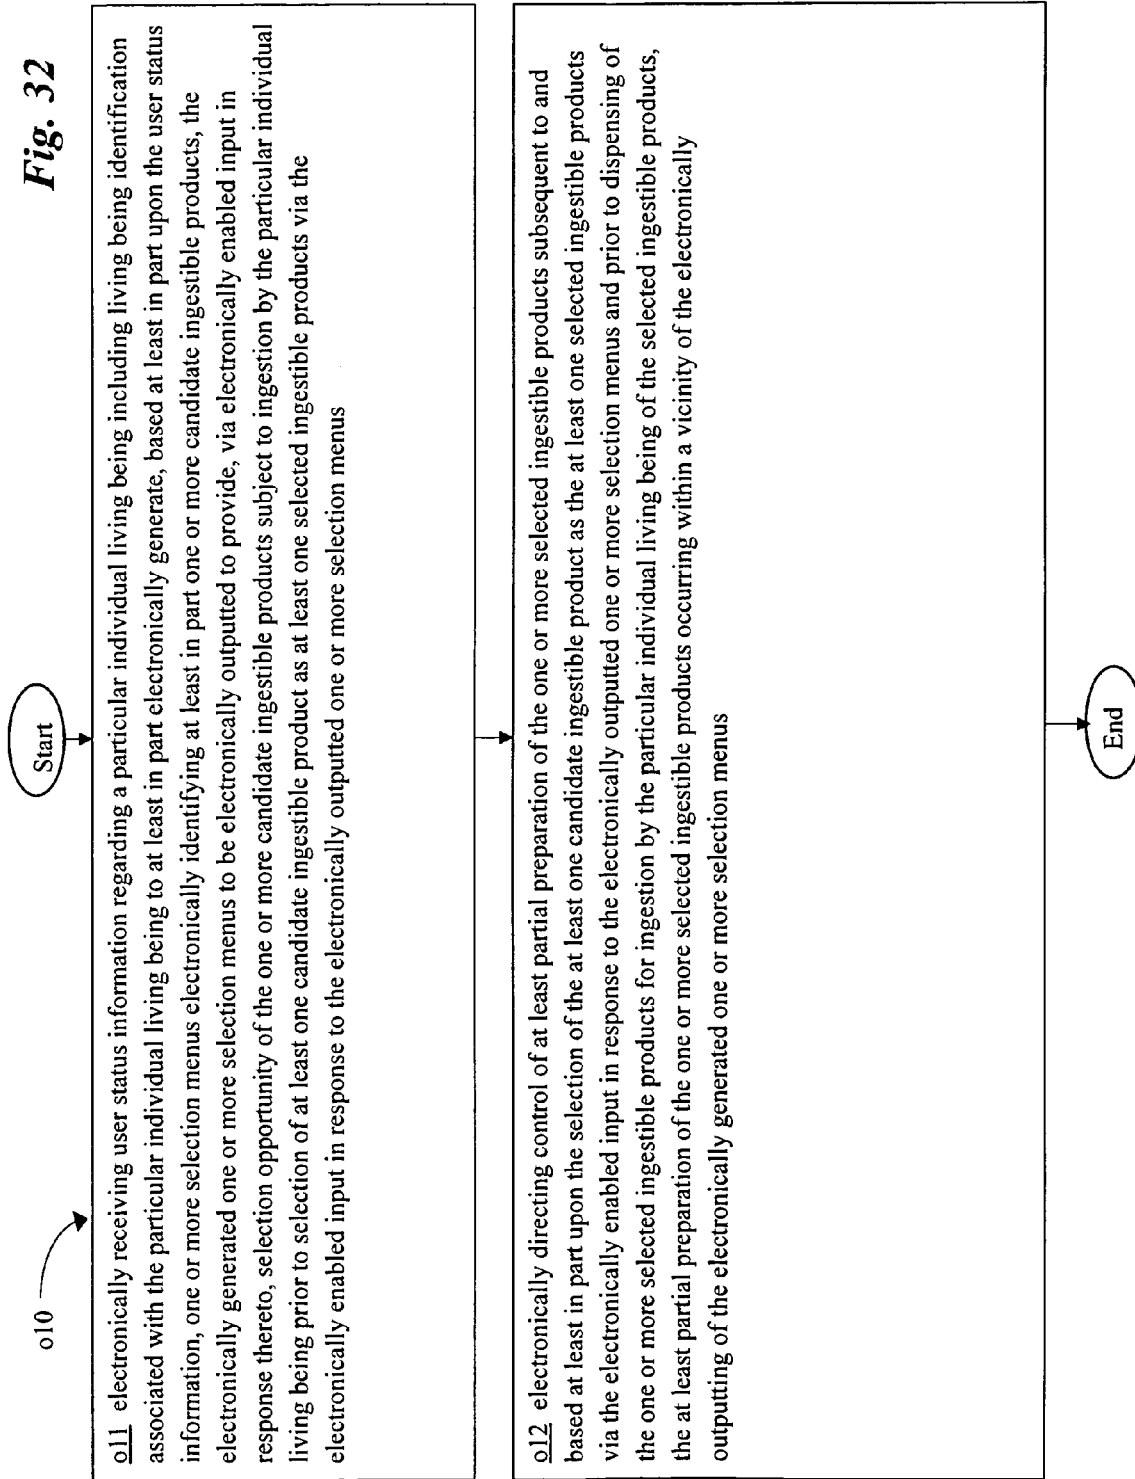 Fig. 32
Start
o10
o11 electronically receiving user status information regarding a particular individual living being including living being identification
associated with the particular individual living being to at least in part electronically generate, based at least in part upon the user status
information, one or more selection menus electronically identifying at least in part one or more candidate ingestible products, the
electronically generated one or more selection menus to be electronically outputted to provide, via electronically enabled input in
response thereto, selection opportunity of the one or more candidate ingestible products subject to ingestion by the particular individual
living being prior to selection of at least one candidate ingestible product as at least one selected ingestible products via the
electronically enabled input in response to the electronically outputted one or more selection menus
o12 electronically directing control of at least partial preparation of the one or more selected ingestible products subsequent to and
based at least in part upon the selection of the at least one candidate ingestible product as the at least one selected ingestible products
via the electronically enabled input in response to the electronically outputted one or more selection menus and prior to dispensing of
the one or more selected ingestible products for ingestion by the particular individual living being of the selected ingestible products,
the at least partial preparation of the one or more selected ingestible products occurring within a vicinity of the electronically
outputting of the electronically generated one or more selection menus
End